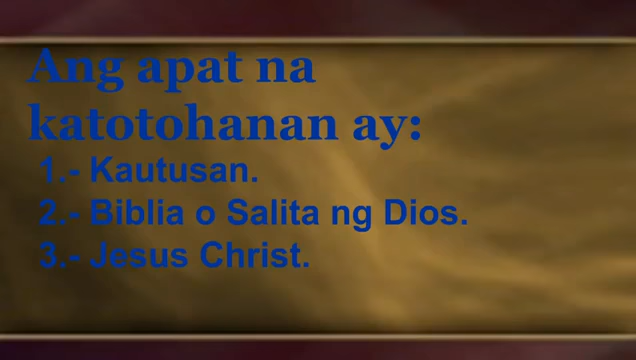 Ang apat na
katotohanan ay:
1.- Kautusan.
2.- Biblia o Salita ng Dios.
3.- Jesus Christ.